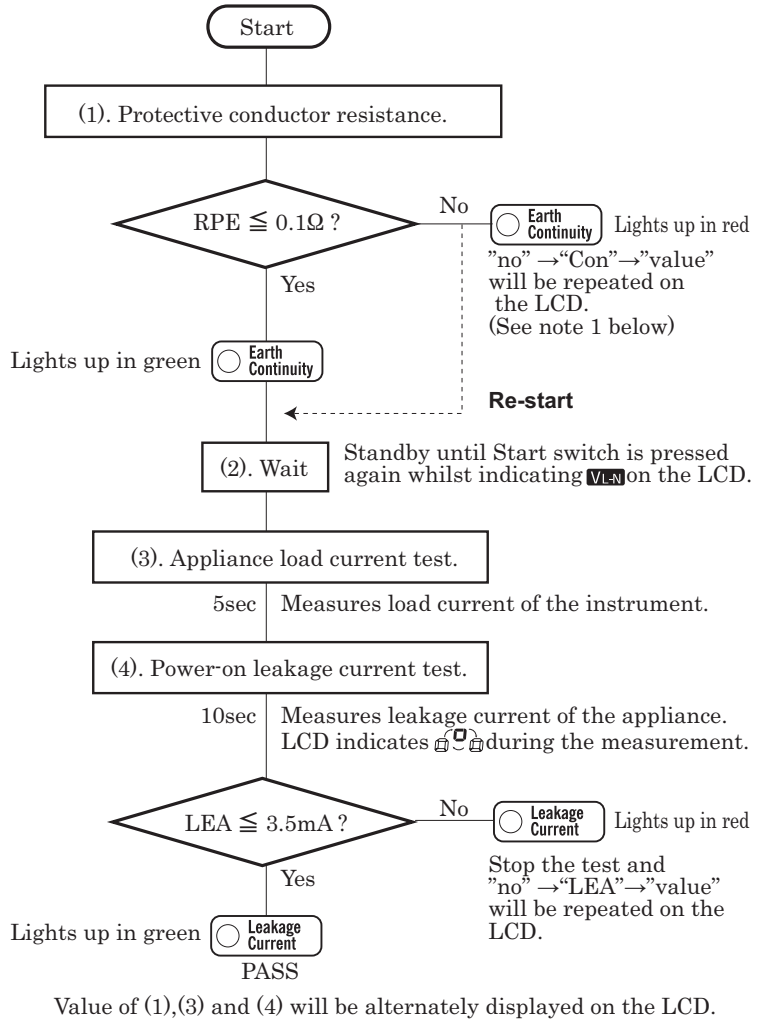 Start
(1). Protective conductor resistance.
RPE ≦ 0.1Ω ?
No
Earth
Continuity
Lights up in red
”no” →“Con”→”value”
will be repeated on
the LCD.
(See note 1 below)
Yes
Lights up in green
Earth
Continuity
Re-start
(2). Wait
Standby until Start switch is pressed
again whilst indicating VL-N on the LCD.
(3). Appliance load current test.
5sec
Measures load current of the instrument.
(4). Power-on leakage current test.
10sec
Measures leakage current of the appliance.
LCD indicates during the measurement.
LEA ≦ 3.5mA ?
No
Leakage
Current
Lights up in red
Stop the test and
”no” →“LEA”→”value”
will be repeated on the
LCD.
Yes
Lights up in green
Leakage
Current
PASS
Value of (1),(3) and (4) will be alternately displayed on the LCD.